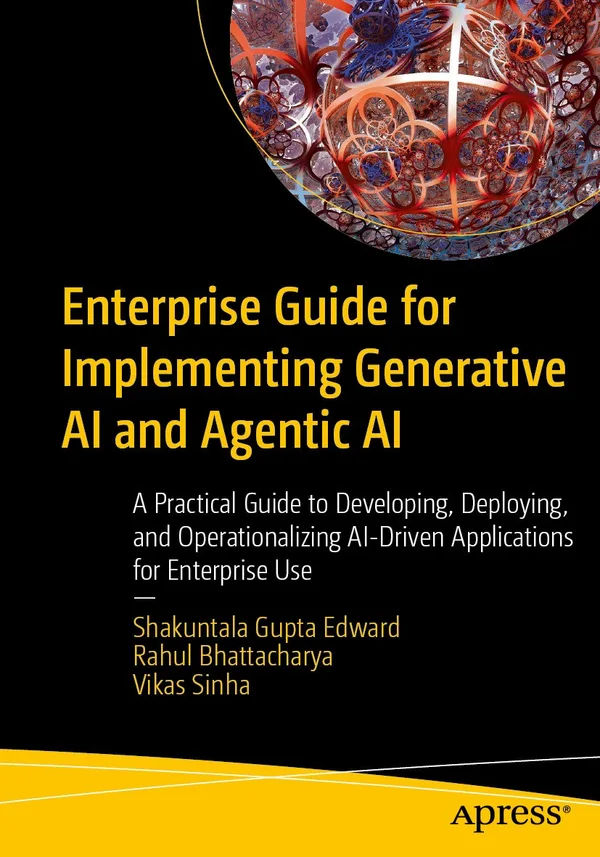 Enterprise Guide for
Implementing Generative
AI and Agentic AI
A Practical Guide to Developing, Deploying,
and Operationalizing AI-Driven Applications
for Enterprise Use
—
Shakuntala Gupta Edward
Rahul Bhattacharya
Vikas Sinha
Apress®